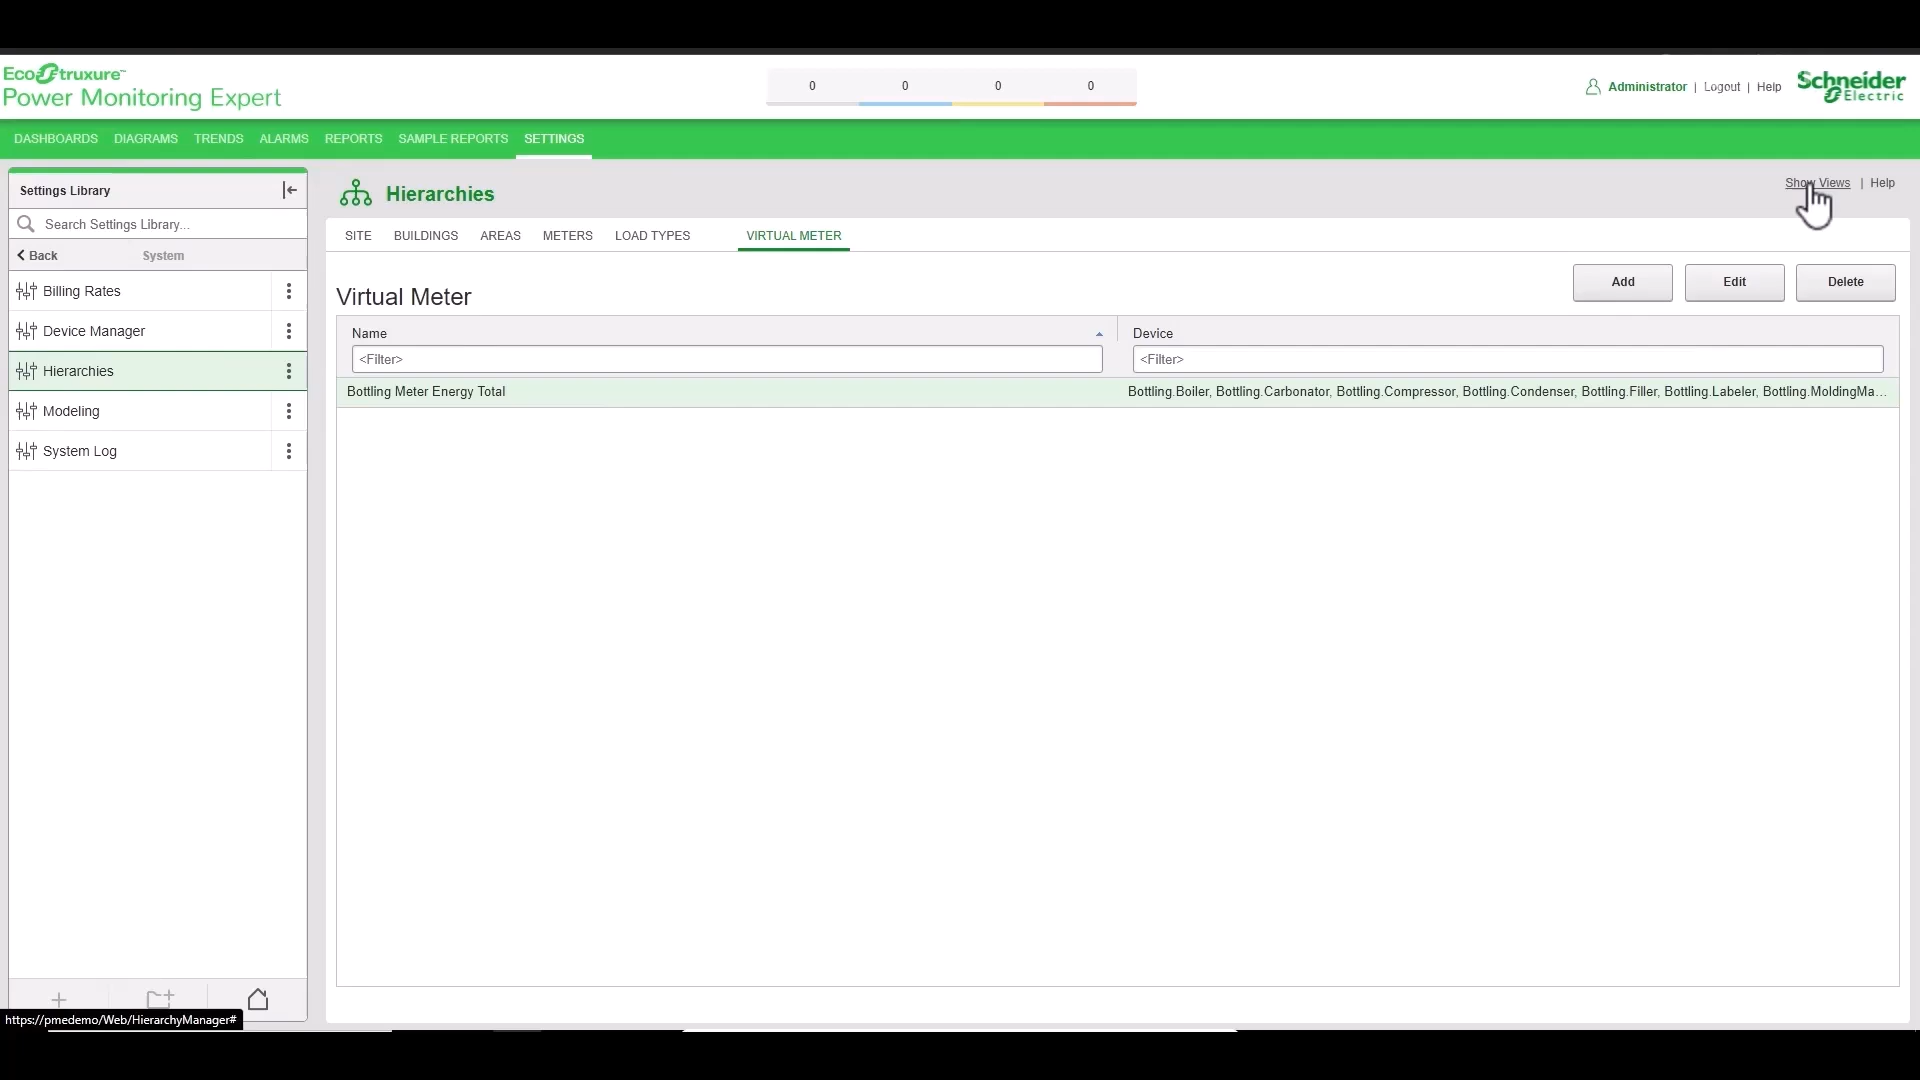 EcoStruxure™
Power Monitoring Expert
0 0 0 0
Administrator | Logout | Help
Schneider
Electric
DASHBOARDS DIAGRAMS TRENDS ALARMS REPORTS SAMPLE REPORTS SETTINGS
Settings Library
Search Settings Library...
Back System
Billing Rates
Device Manager
Hierarchies
Modeling
System Log
Hierarchies
Show Views | Help
SITE BUILDINGS AREAS METERS LOAD TYPES VIRTUAL METER
Virtual Meter
Add Edit Delete
Name Device
<Filter> <Filter>
Bottling Meter Energy Total Bottling.Boiler, Bottling.Carbonator, Bottling.Compressor, Bottling.Condenser, Bottling.Filler, Bottling.Labeler, Bottling.MoldingMa...
https://pmedemo/Web/HierarchyManager#